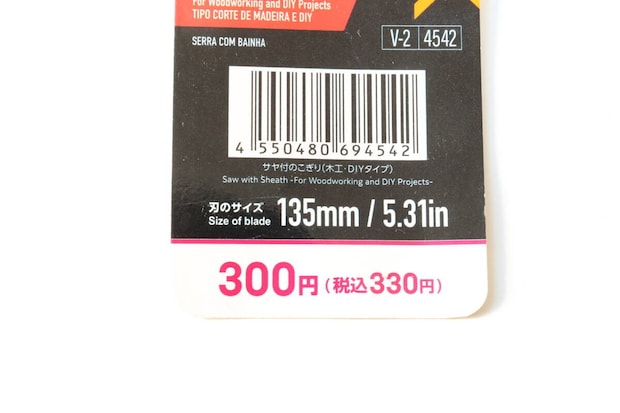 For Woodworking and DIY Projects
TIPO CORTE DE MADEIRA E DIY
SERRA COM BAINHA
V-2 4542
4 550480 694542
サヤ付のこぎり(木工・DIYタイプ)
Saw with Sheath -For Woodworking and DIY Projects-
刃のサイズ
Size of blade
135mm / 5.31in
300円(税込330円)